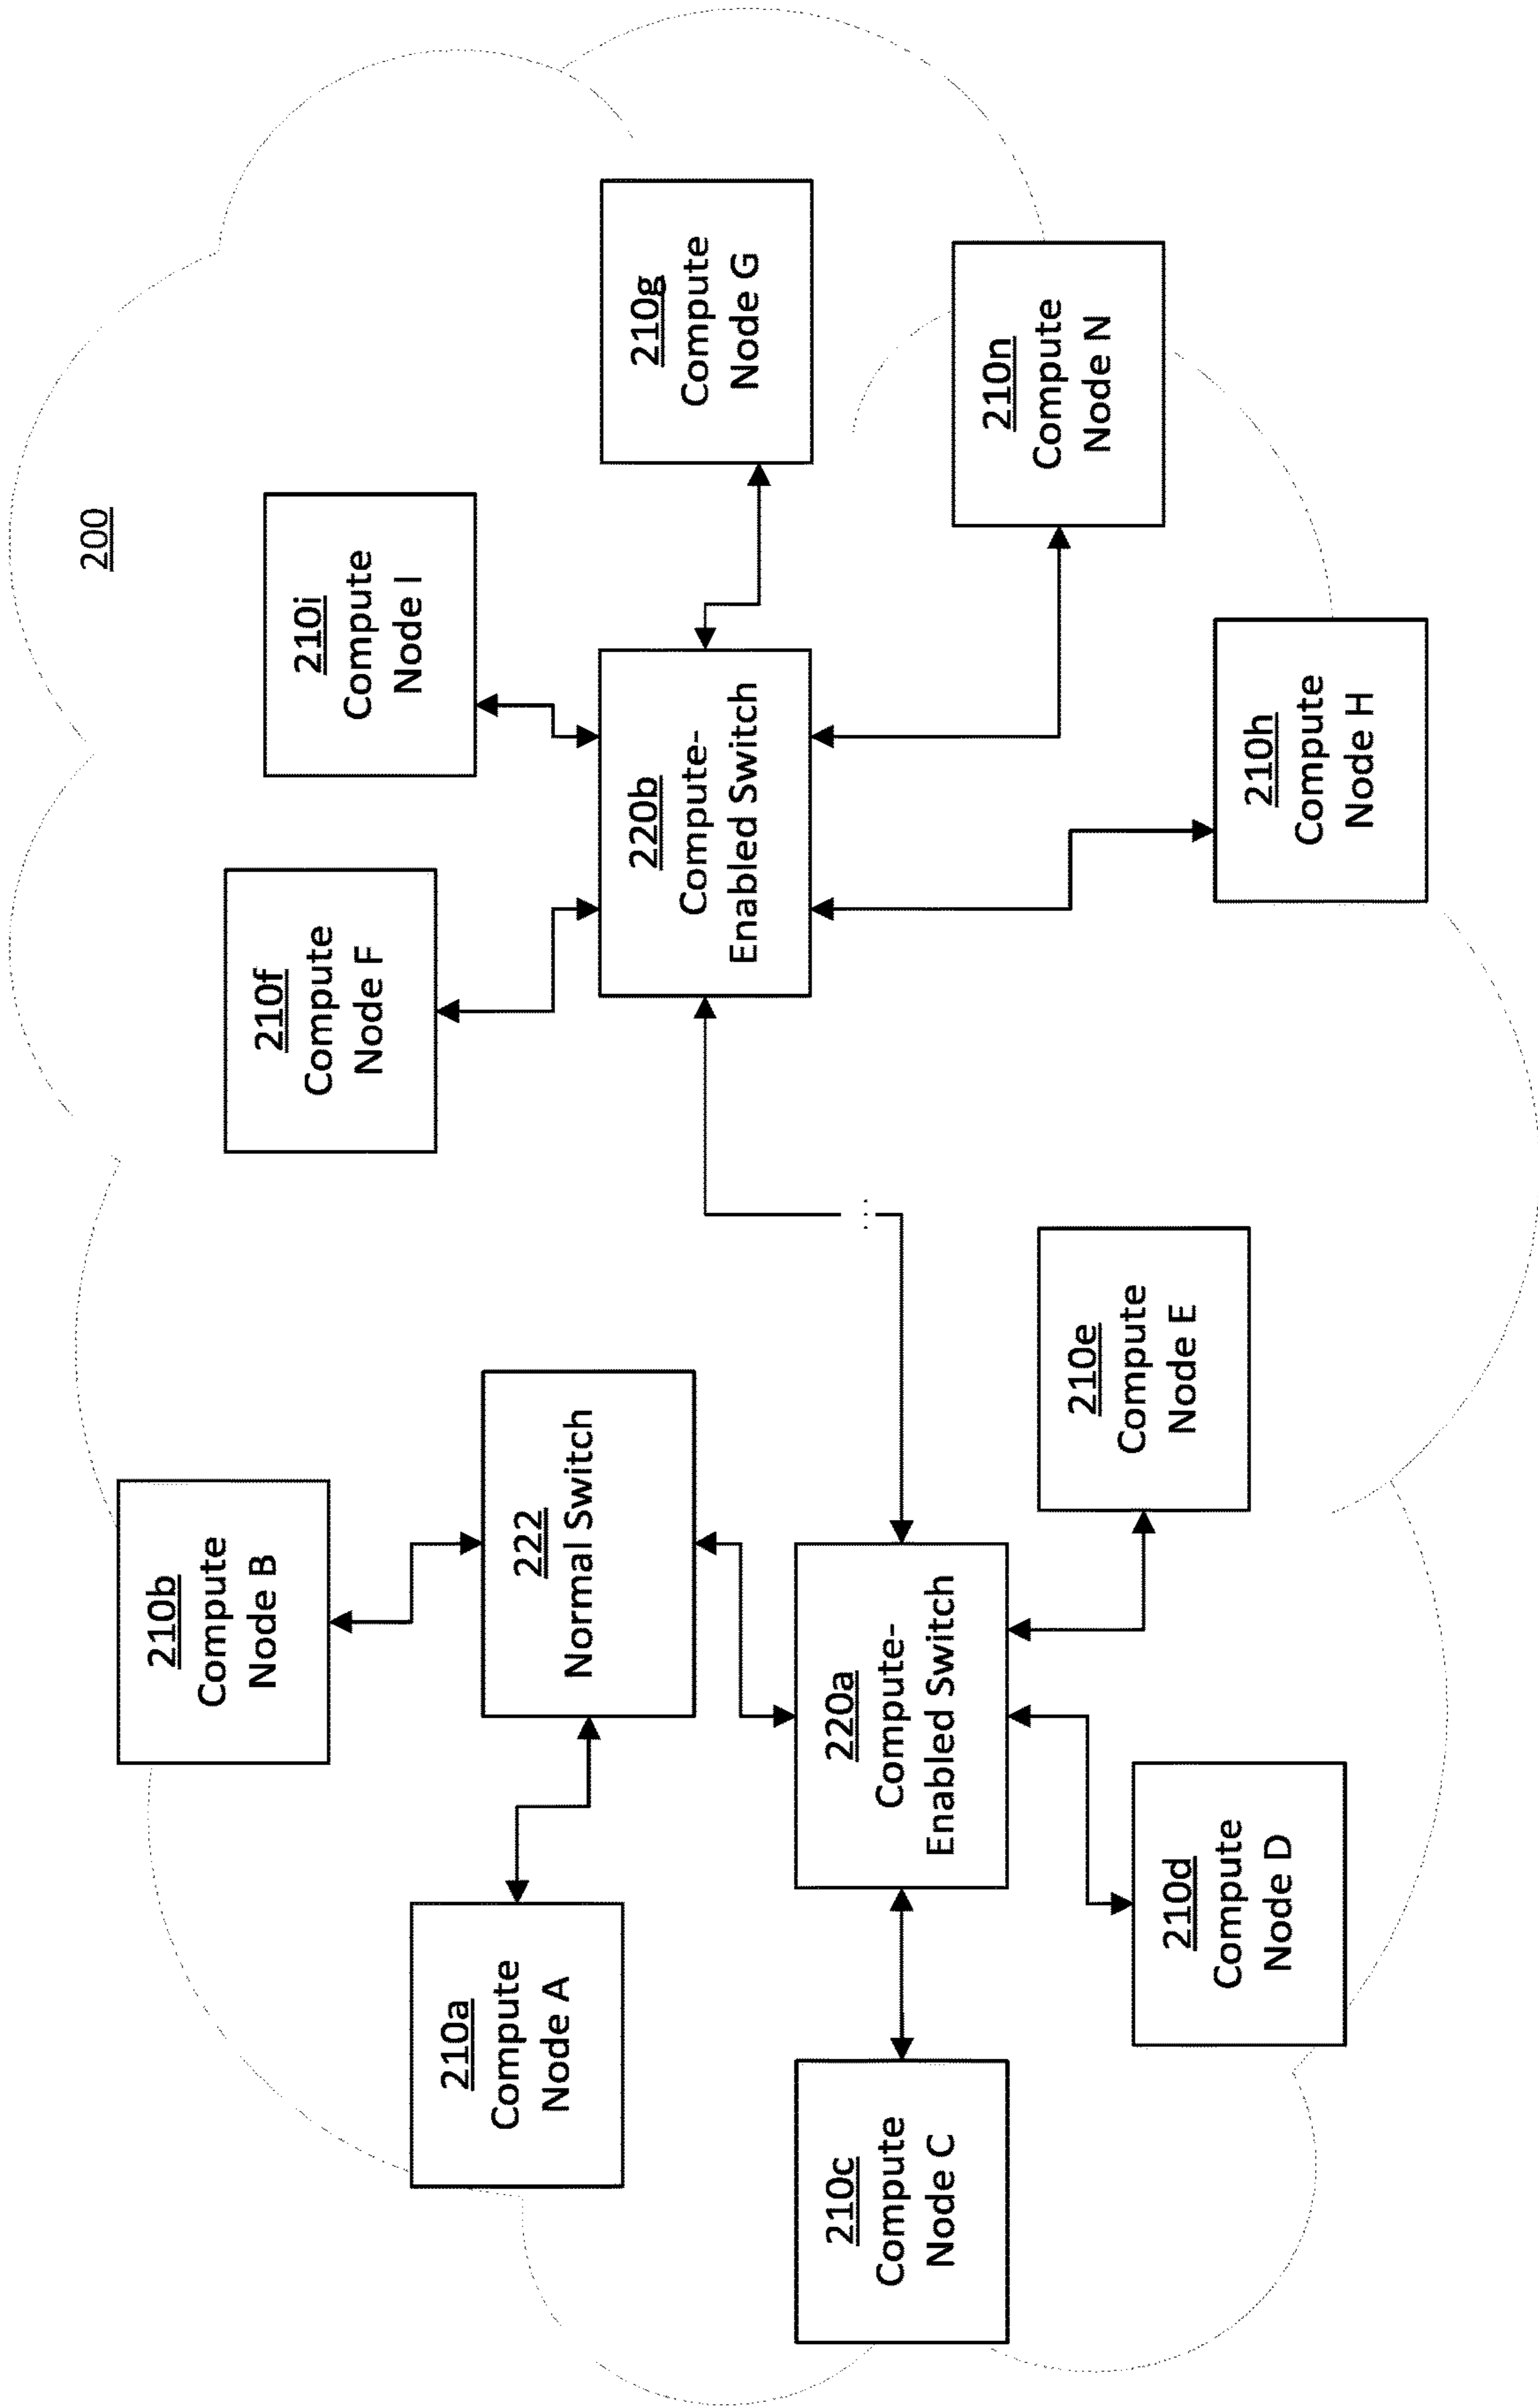 200
210b
Compute
Node B
210f
Compute
Node F
210i
Compute
Node I
210a
Compute
Node A
222
Normal Switch
220b
Compute-
Enabled Switch
210g
Compute
Node G
210c
Compute
Node C
220a
Compute-
Enabled Switch
210e
Compute
Node E
210n
Compute
Node N
210d
Compute
Node D
210h
Compute
Node H